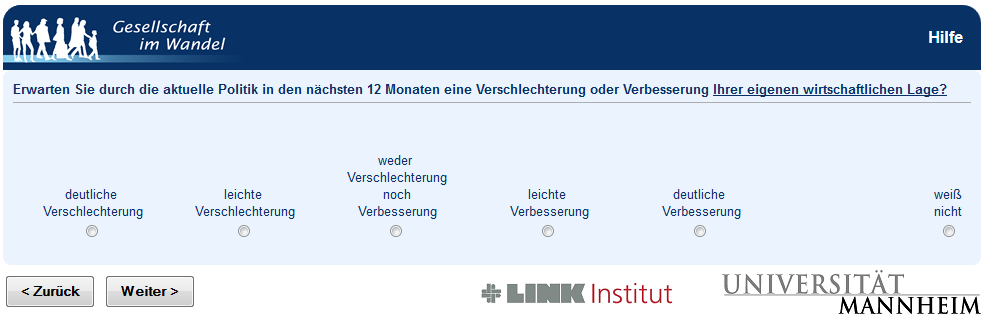 Gesellschaft
im Wandel
Hilfe
Erwarten Sie durch die aktuelle Politik in den nächsten 12 Monaten eine Verschlechterung oder Verbesserung Ihrer eigenen wirtschaftlichen Lage?
deutliche
Verschlechterung
leichte
Verschlechterung
weder
Verschlechterung
noch
Verbesserung
leichte
Verbesserung
deutliche
Verbesserung
weiß
nicht
< Zurück
Weiter >
LINK Institut
UNIVERSITÄT
MANNHEIM